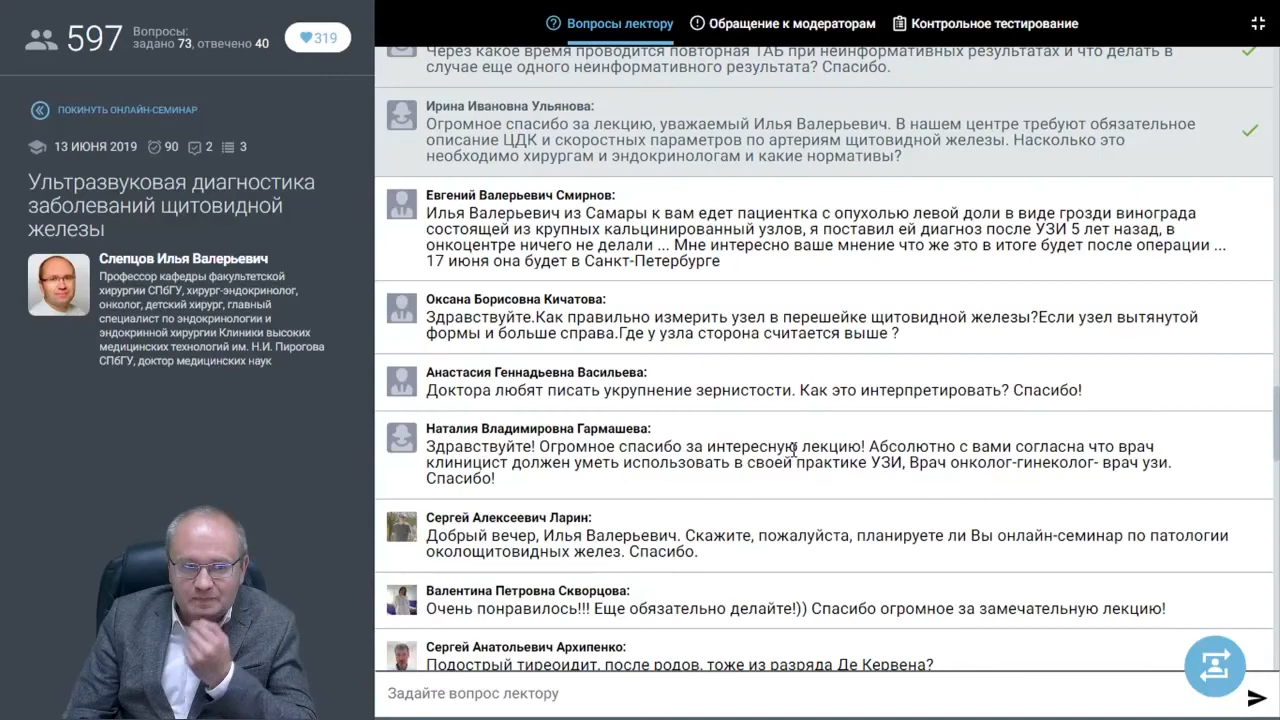 597
Вопросы:
задано 73, отвечено 40
319
ПОКИНУТЬ ОНЛАЙН-СЕМИНАР
13 ИЮНЯ 2019 90 2 3
Ультразвуковая диагностика
заболеваний щитовидной
железы
Слепцов Илья Валерьевич
Профессор кафедры факультетской
хирургии СПбГУ, хирург-эндокринолог,
онколог, детский хирург, главный
специалист по эндокринологии и
эндокринной хирургии Клиники высоких
медицинских технологий им. Н.И. Пирогова
СПбГУ, доктор медицинских наук
Вопросы лектору Обращение к модераторам Контрольное тестирование
Через какое время проводится повторная ТАБ при неинформативных результатах и что делать в
случае еще одного неинформативного результата? Спасибо.
Ирина Ивановна Ульянова:
Огромное спасибо за лекцию, уважаемый Илья Валерьевич. В нашем центре требуют обязательное
описание ЦДК и скоростных параметров по артериям щитовидной железы. Насколько это
необходимо хирургам и эндокринологам и какие нормативы?
Евгений Валерьевич Смирнов:
Илья Валерьевич из Самары к вам едет пациентка с опухолью левой доли в виде грозди винограда
состоящей из крупных кальцинированный узлов, я поставил ей диагноз после УЗИ 5 лет назад, в
онкоцентре ничего не делали ... Мне интересно ваше мнение что же это в итоге будет после операции ...
17 июня она будет в Санкт-Петербурге
Оксана Борисовна Кичатова:
Здравствуйте.Как правильно измерить узел в перешейке щитовидной железы?Если узел вытянутой
формы и больше справа.Где у узла сторона считается выше ?
Анастасия Геннадьевна Васильева:
Доктора любят писать укрупнение зернистости. Как это интерпретировать? Спасибо!
Наталия Владимировна Гармашева:
Здравствуйте! Огромное спасибо за интересную лекцию! Абсолютно с вами согласна что врач
клиницист должен уметь использовать в своей практике УЗИ, Врач онколог-гинеколог- врач узи.
Спасибо!
Сергей Алексеевич Ларин:
Добрый вечер, Илья Валерьевич. Скажите, пожалуйста, планируете ли Вы онлайн-семинар по патологии
околощитовидных желез. Спасибо.
Валентина Петровна Скворцова:
Очень понравилось!!! Еще обязательно делайте!)) Спасибо огромное за замечательную лекцию!
Сергей Анатольевич Архипенко:
Подострый тиреоидит, после родов, тоже из разряда Де Кервена?
Задайте вопрос лектору